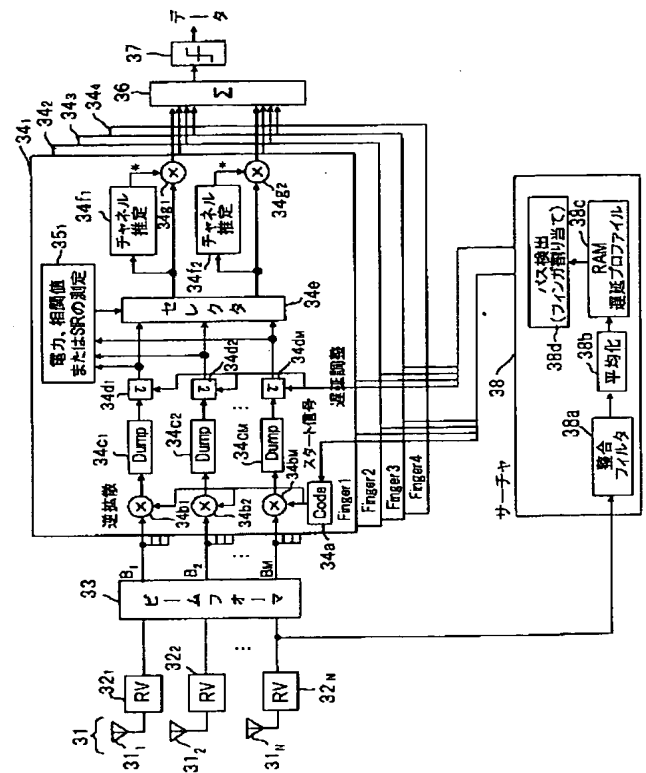 31
31₁
31₂
31N
32₁
RV
32₂
RV
32N
RV
...
33
ビームフォーマ
B₁
B₂
BM
...
逆拡散
34b₁
34b₂
34bM
34a
Code
スタート信号
Dump
34c₁
Dump
34c₂
Dump
34cM
...
τ
34d₁
τ
34d₂
τ
34dM
遅延調整
電力、相関値
またはSIRの測定
35₁
セレクタ
34e
チャネル
推定
34f₁
*
34g₁
チャネル
推定
34f₂
*
34g₂
34₁
34₂
34₃
34₄
Finger1
Finger2
Finger3
Finger4
Σ
36
37
データ
サーチャ
38
整合
フィルタ
38a
平均化
38b
RAM
遅延プロファイル
38c
パス検出
(フィンガ割り当て)
38d